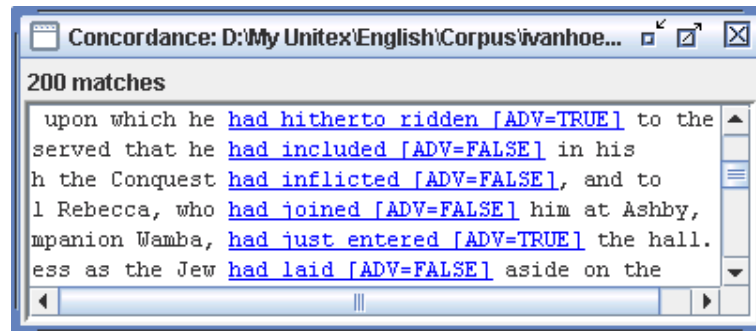 Concordance: D:\My Unitex\English\Corpus\ivanhoe...
200 matches
upon which he had hitherto ridden [ADV=TRUE] to the
served that he had included [ADV=FALSE] in his
h the Conquest had inflicted [ADV=FALSE], and to
l Rebecca, who had joined [ADV=FALSE] him at Ashby,
mpanion Wamba, had just entered [ADV=TRUE] the hall.
ess as the Jew had laid [ADV=FALSE] aside on the